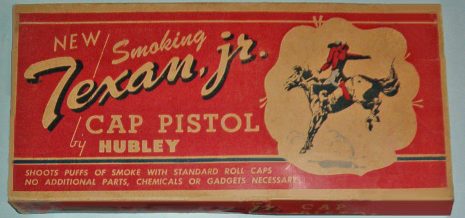 NEW Smoking
Texan, jr.
CAP PISTOL
by HUBLEY
SHOOTS PUFFS OF SMOKE WITH STANDARD ROLL CAPS
NO ADDITIONAL PARTS, CHEMICALS OR GADGETS NECESSARY